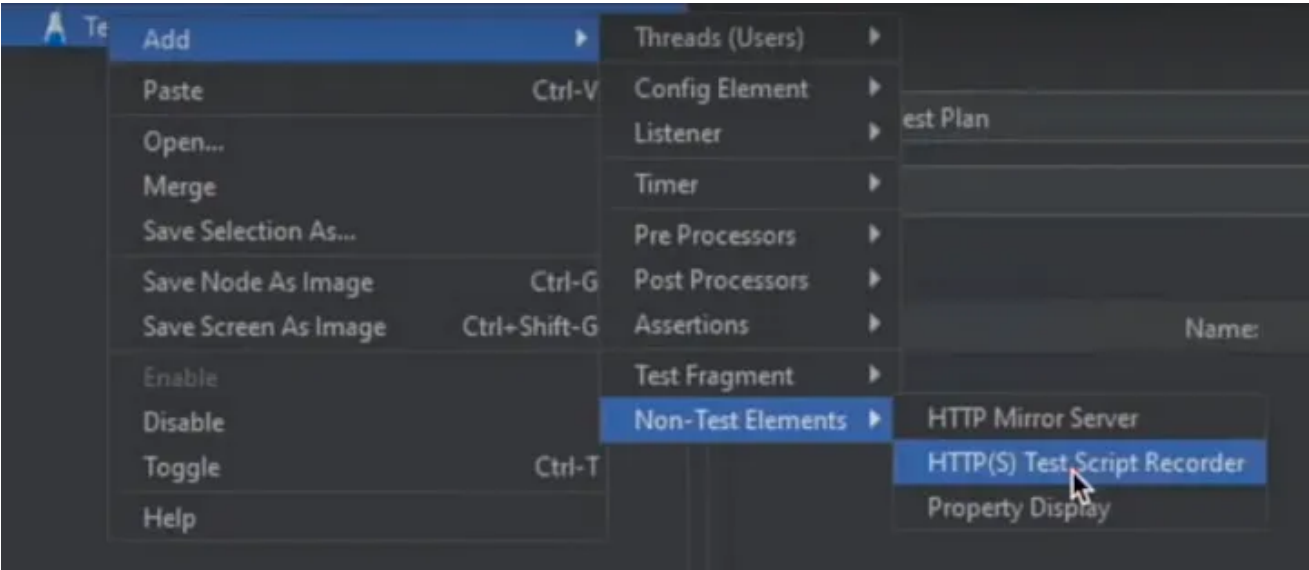 Te
Add
Paste Ctrl-V
Open...
Merge
Save Selection As...
Save Node As Image Ctrl-G
Save Screen As Image Ctrl+Shift-G
Enable
Disable
Toggle Ctrl-T
Help
Threads (Users)
Config Element
Listener
Timer
Pre Processors
Post Processors
Assertions
Test Fragment
Non-Test Elements
HTTP Mirror Server
HTTP(S) Test Script Recorder
Property Display
est Plan
Name: